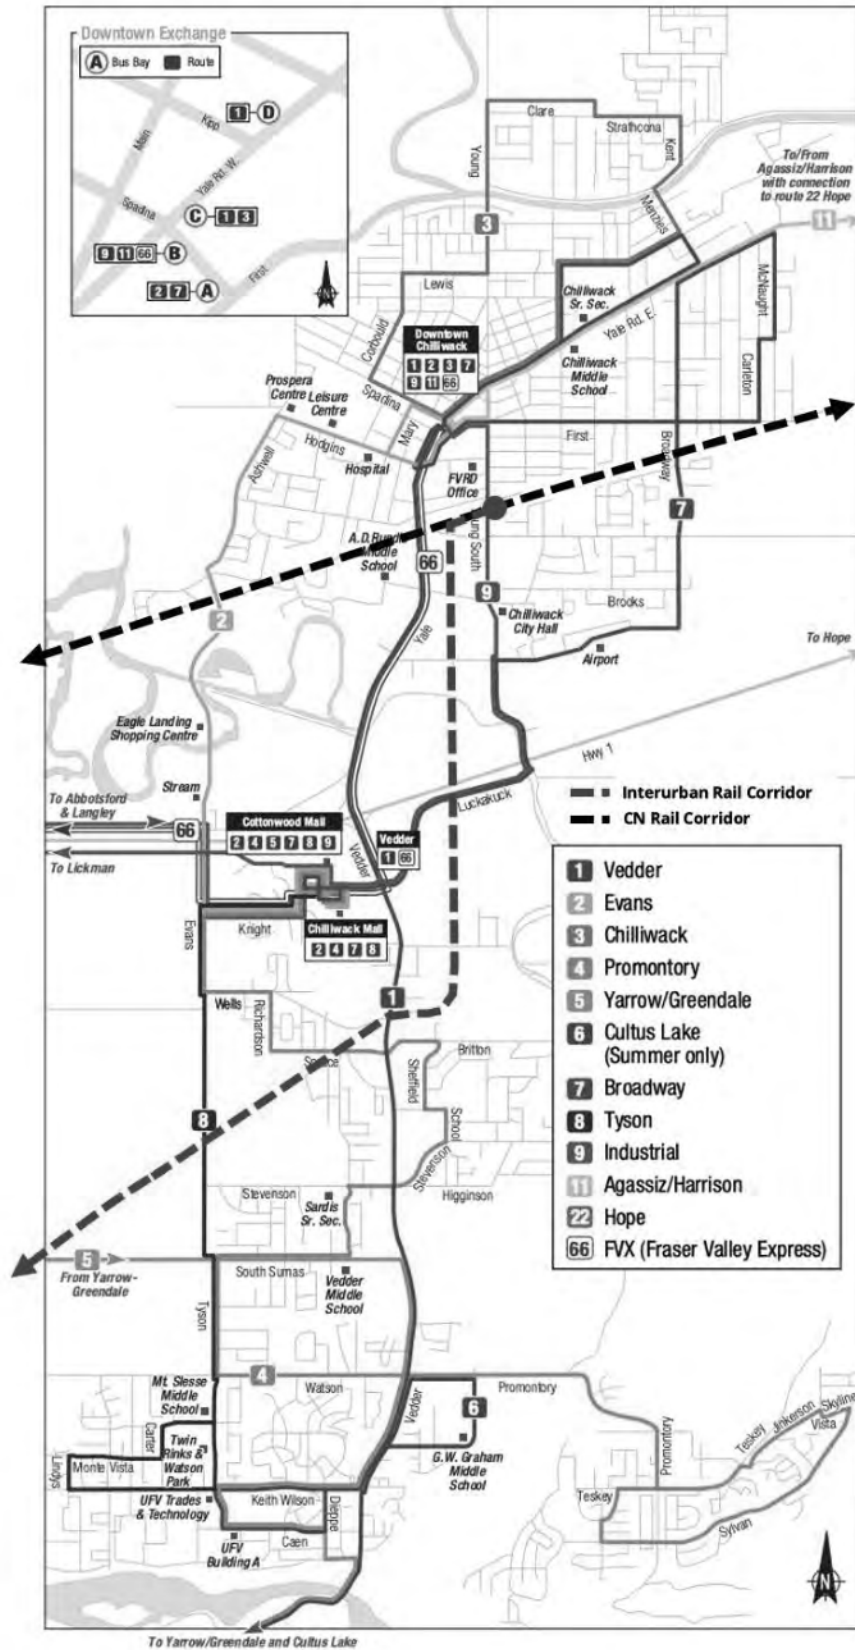 Downtown Exchange
A Bus Bay Route
1 D
Kipp
Main
Yale Rd. W.
Spadina
C 1 3
9 11 66 B
First
2 7 A
N
Clare
Strathcona
Kent
Young
Menzies
To/From
Agassiz/Harrison
with connection
to route 22 Hope
11
3
McNaught
Lewis
Chilliwack
Sr. Sec.
Yale Rd. E.
Corbould
Downtown
Chilliwack
1 2 3 7
9 11 66
Chilliwack
Middle
School
Carleton
Prospera
Centre
Leisure
Centre
Spadina
Mary
Hodgins
Ashwell
Hospital
First
Broadway
FVRD
Office
7
A.D. Rundle
Middle
School
66
Young South
9
Brooks
Chilliwack
City Hall
2
Yale
Airport
To Hope
Eagle Landing
Shopping Centre
Hwy 1
Stream
Luckakuck
Interurban Rail Corridor
CN Rail Corridor
To Abbotsford
& Langley
66
Cottonwood Mall
2 4 5 7 8 9
Vedder
1 66
Vedder
To Lickman
Evans
Knight
Chilliwack Mall
2 4 7 8
1 Vedder
2 Evans
3 Chilliwack
4 Promontory
5 Yarrow/Greendale
6 Cultus Lake
(Summer only)
7 Broadway
8 Tyson
9 Industrial
11 Agassiz/Harrison
22 Hope
66 FVX (Fraser Valley Express)
1
Wells
Richardson
Spruce
Britton
Sheffield
School
8
Stevenson
Stevenson
Higginson
Sardis
Sr. Sec.
5
From Yarrow-
Greendale
South Sumas
Vedder
Middle
School
Tyson
4
Watson
Promontory
Mt. Slesse
Middle
School
Vedder
6
Carter
Twin
Rinks &
Watson
Park
Lindys
Monte Vista
G.W. Graham
Middle
School
Promontory
Teskey
Jinkerson
Skyline
Vista
Teskey
Sylvan
UFV Trades
& Technology
Keith Wilson
Dieppe
Caen
UFV
Building A
N
To Yarrow/Greendale and Cultus Lake